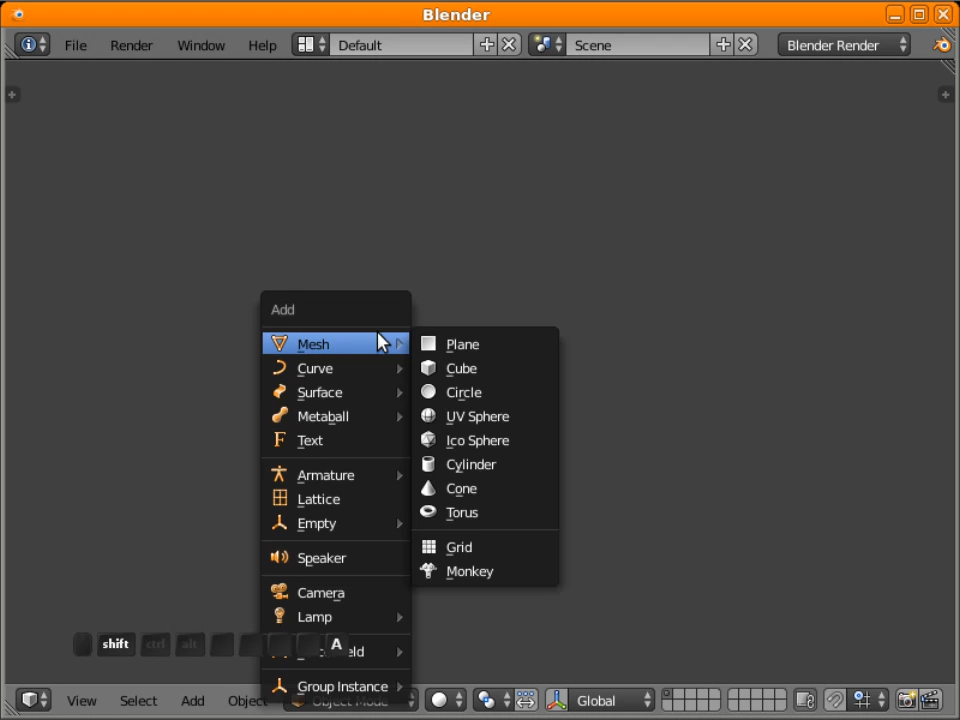 Blender
File Render Window Help Default Scene Blender Render
Add
Mesh
Curve
Surface
Metaball
Text
Armature
Lattice
Empty
Speaker
Camera
Lamp
Group Instance
Plane
Cube
Circle
UV Sphere
Ico Sphere
Cylinder
Cone
Torus
Grid
Monkey
shift ctrl alt A
View Select Add Object Object Mode Global